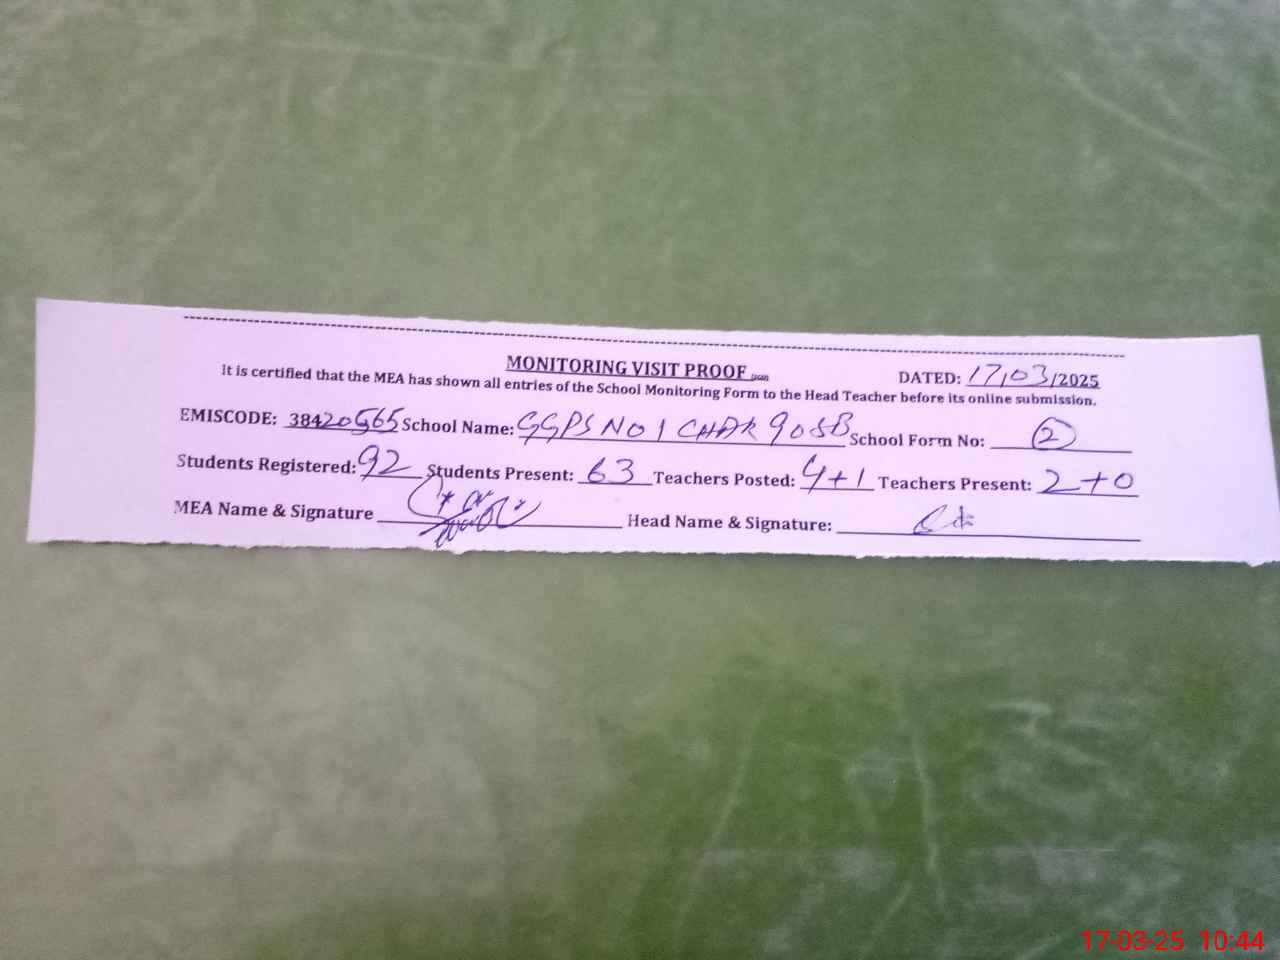 MONITORING VISIT PROOF
DATED: 17/03/2025
It is certified that the MEA has shown all entries of the School Monitoring Form to the Head Teacher before its online submission.
EMISCODE: 38420565 School Name: GGPS NO 1 CHAK 90SB School Form No: 2
Students Registered: 92 Students Present: 63 Teachers Posted: 4+1 Teachers Present: 2+0
MEA Name & Signature Head Name & Signature:
17-03-25 10:44